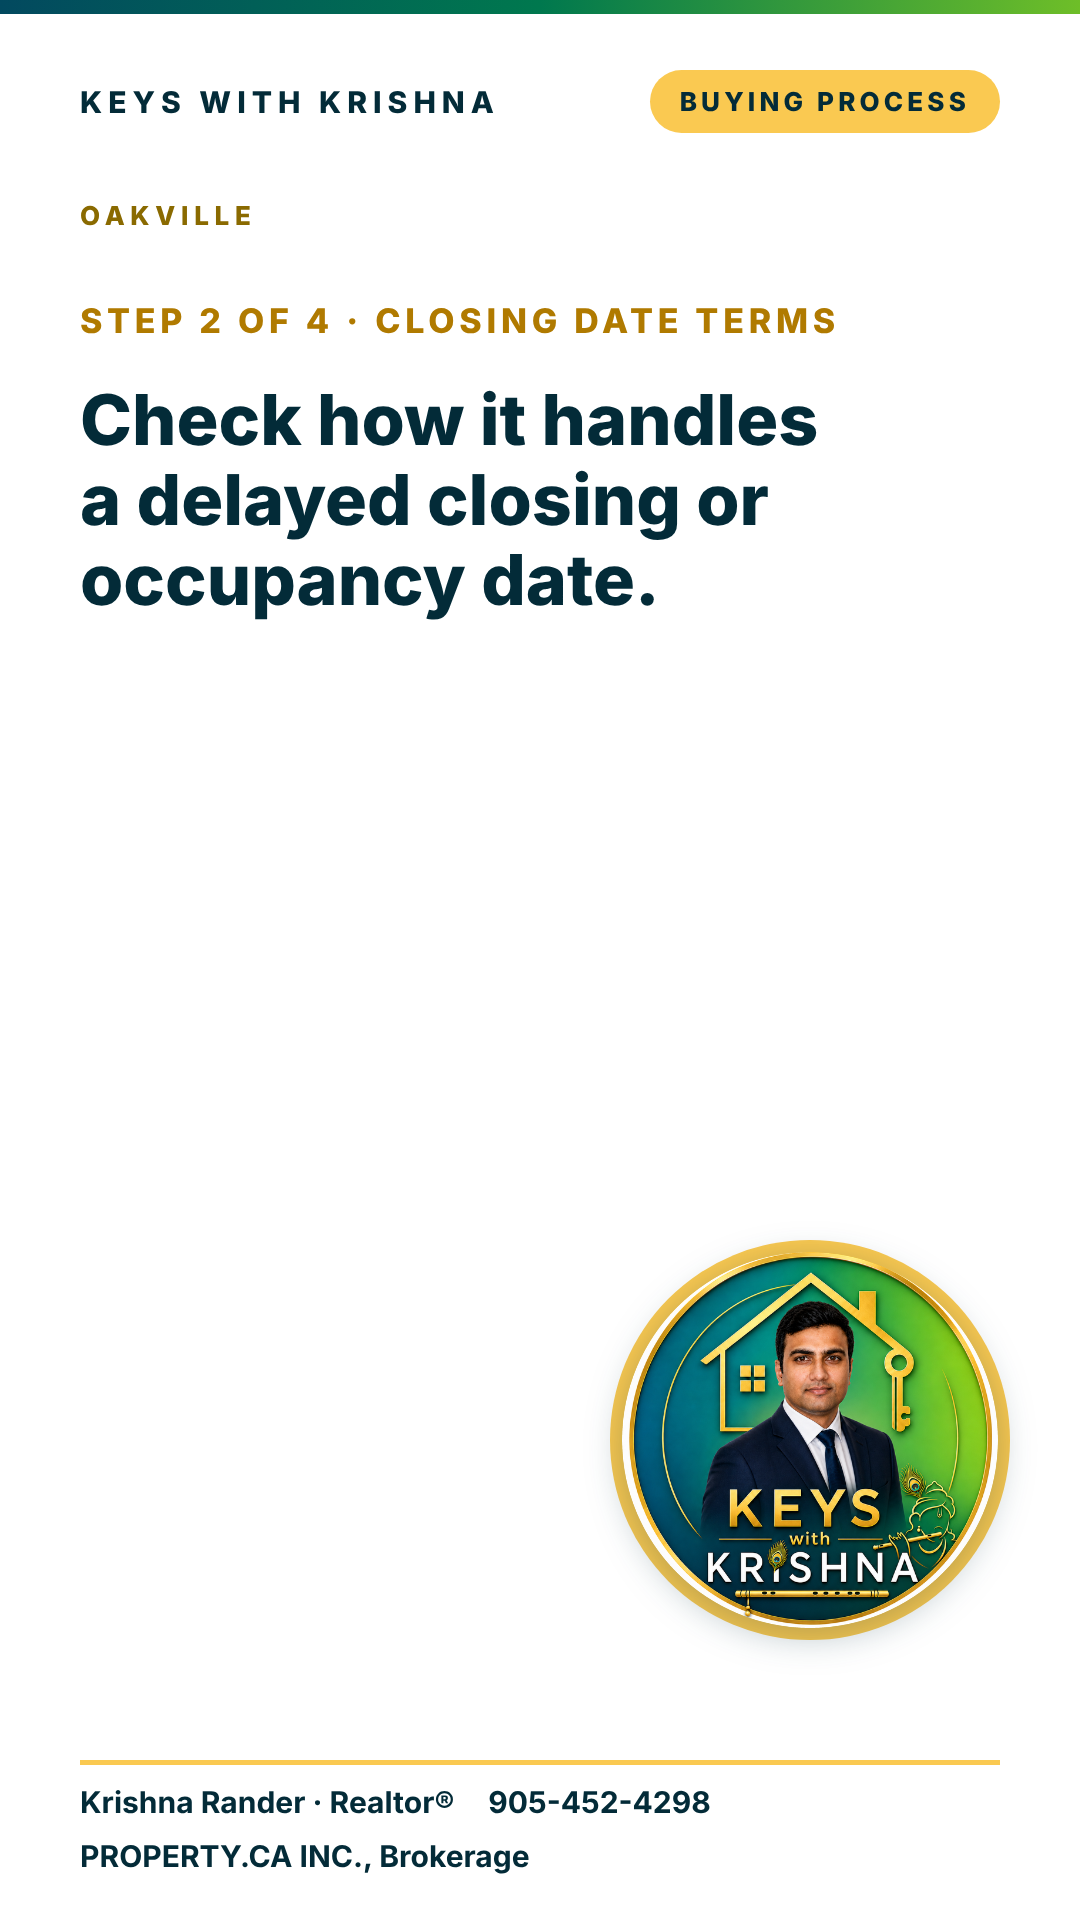 KEYS WITH KRISHNA
BUYING PROCESS
OAKVILLE
STEP 2 OF 4 · CLOSING DATE TERMS
Check how it handles
a delayed closing or
occupancy date.
KEYS
with
KRISHNA
Krishna Rander · Realtor® 905-452-4298
PROPERTY.CA INC., Brokerage